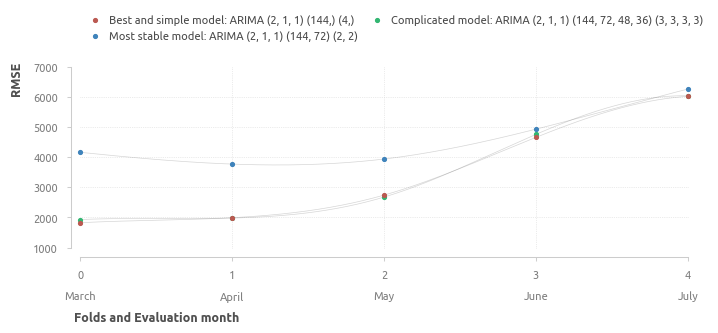 Best and simple model: ARIMA (2, 1, 1) (144,) (4,)
Complicated model: ARIMA (2, 1, 1) (144, 72, 48, 36) (3, 3, 3, 3)
Most stable model: ARIMA (2, 1, 1) (144, 72) (2, 2)
RMSE
7000
6000
5000
4000
3000
2000
1000
0 1 2 3 4
March April May June July
Folds and Evaluation month